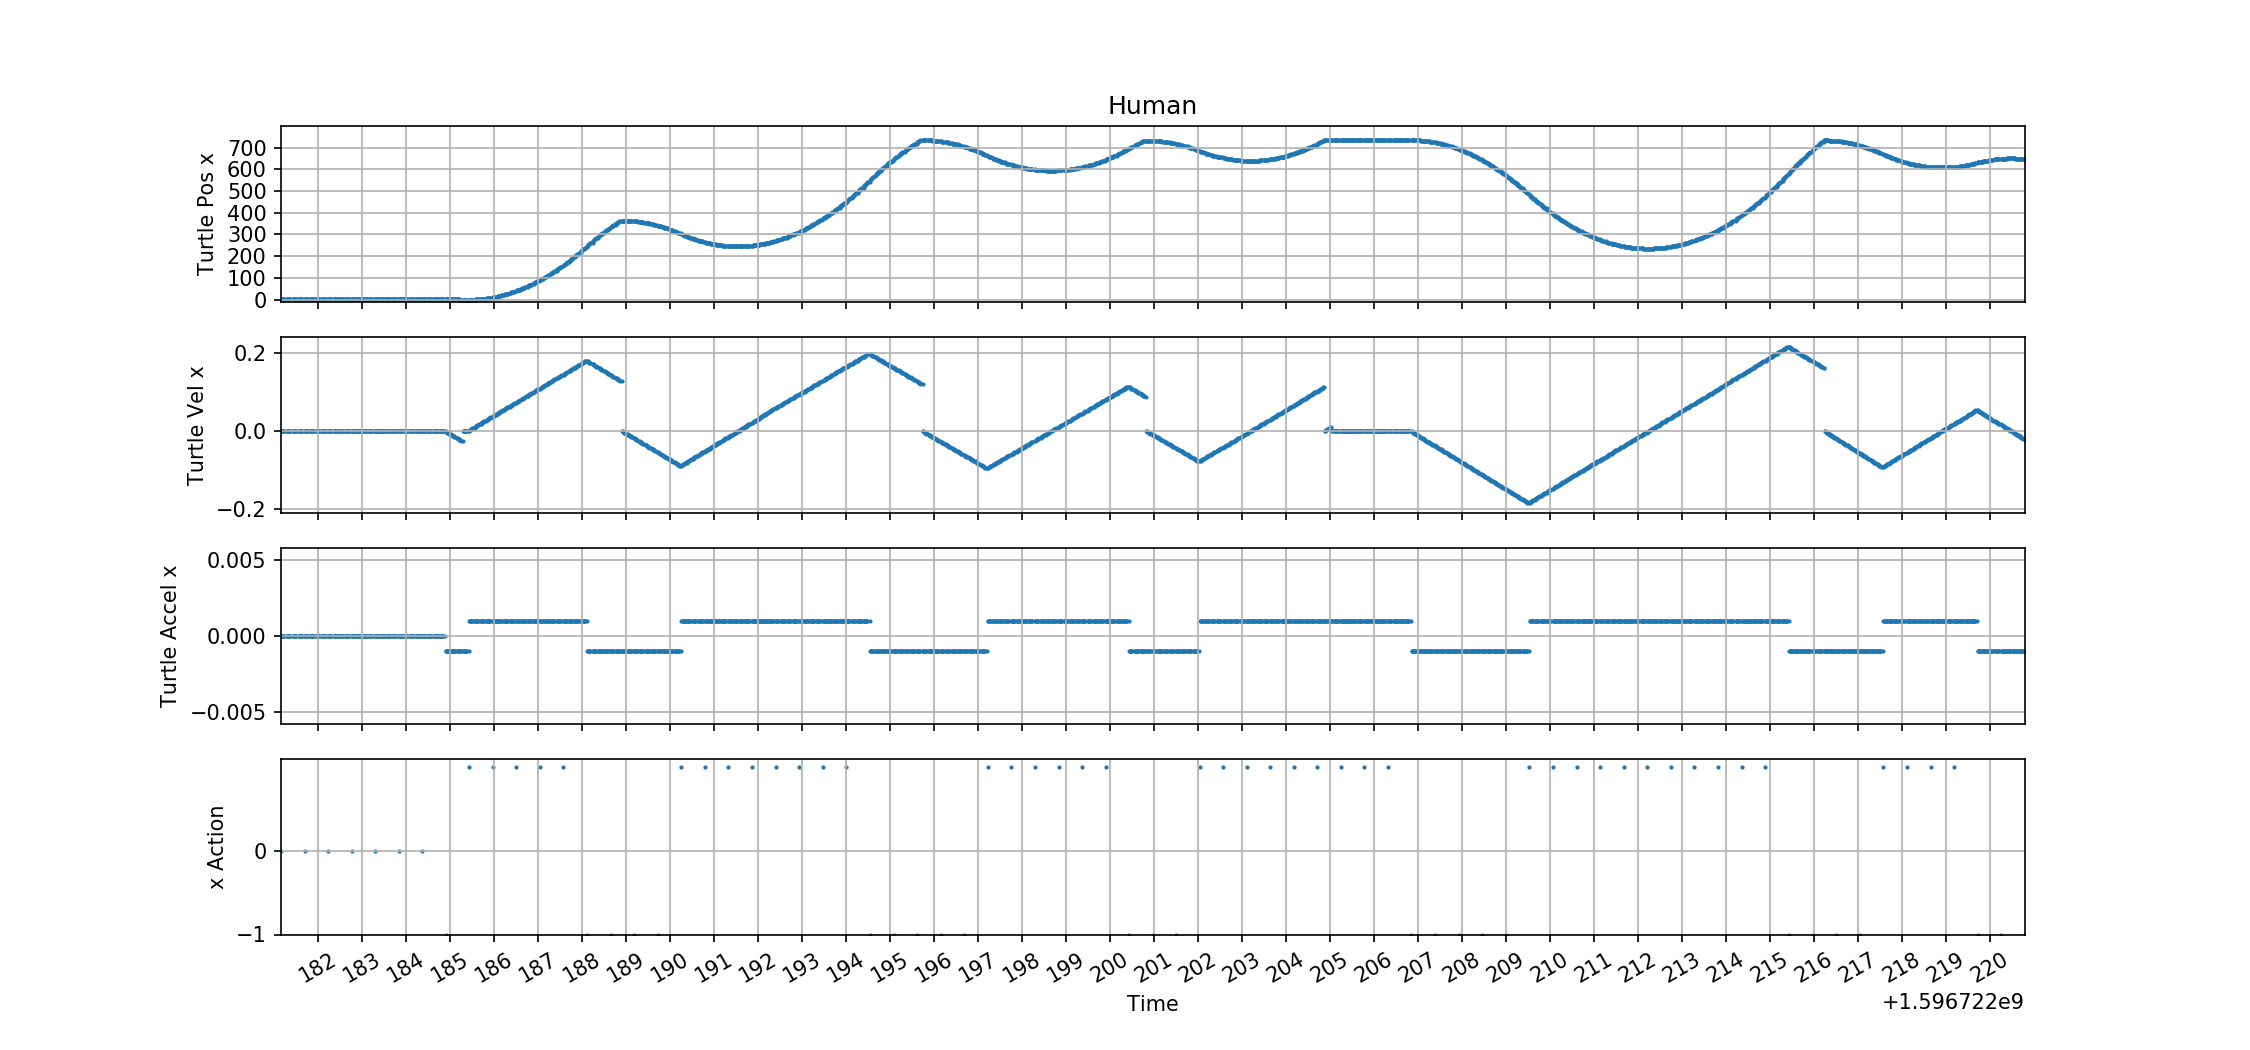 Human
Turtle Pos x
700
600
500
400
300
200
100
0
Turtle Vel x
0.2
0.0
−0.2
Turtle Accel x
0.005
0.000
−0.005
x Action
0
−1
182 183 184 185 186 187 188 189 190 191 192 193 194 195 196 197 198 199 200 201 202 203 204 205 206 207 208 209 210 211 212 213 214 215 216 217 218 219 220
Time
+1.596722e9